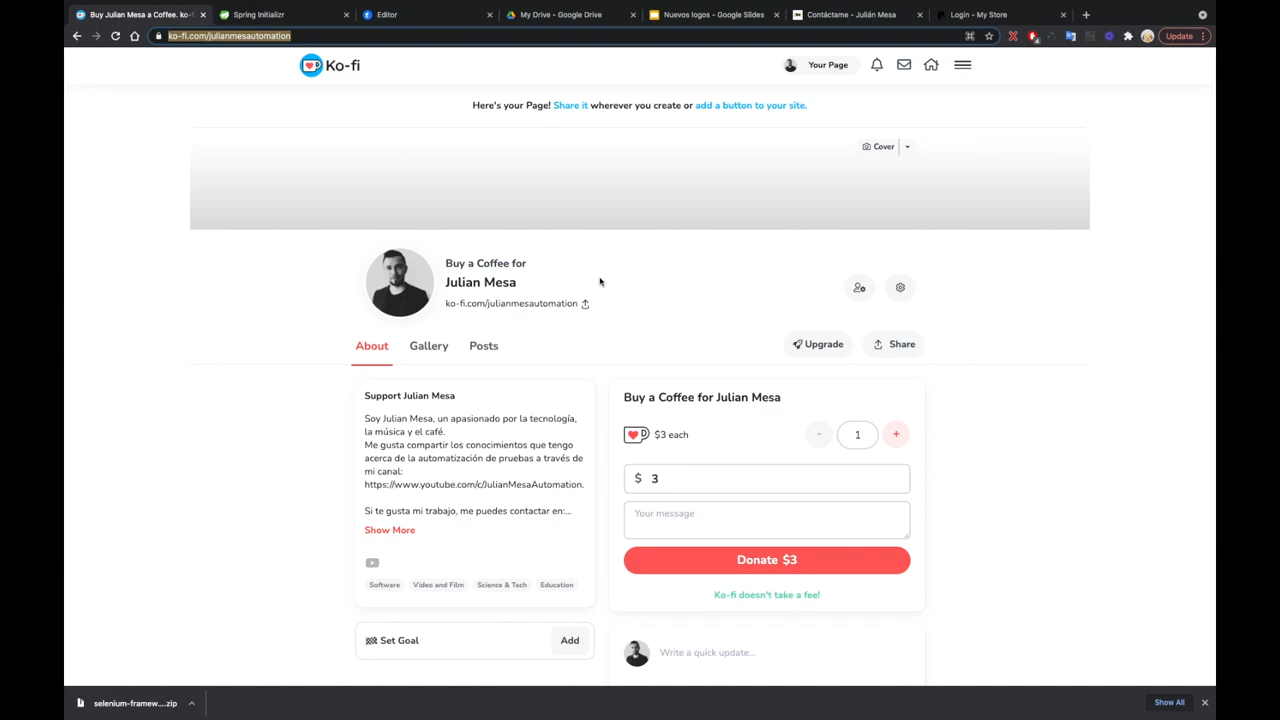 Buy a Julian Mesa a Coffee. ko-f
Spring Initializr
Editor
My Drive - Google Drive
Nuevos logos - Google Slides
Contáctame - Julián Mesa
Login - My Store
ko-fi.com/julianmesautomation
Update
Ko-fi
Your Page
Here's your Page! Share it wherever you create or add a button to your site.
Cover
Buy a Coffee for
Julian Mesa
ko-fi.com/julianmesautomation
About
Gallery
Posts
Upgrade
Share
Support Julian Mesa
Soy Julian Mesa, un apasionado por la tecnología,
la música y el café.
Me gusta compartir los conocimientos que tengo
acerca de la automatización de pruebas a través de
mi canal:
https://www.youtube.com/c/JulianMesaAutomation.
Si te gusta mi trabajo, me puedes contactar en:...
Show More
Software
Video and Film
Science & Tech
Education
Set Goal
Add
Buy a Coffee for Julian Mesa
$3 each
-
1
+
$ 3
Your message
Donate $3
Ko-fi doesn't take a fee!
Write a quick update...
selenium-framew....zip
Show All